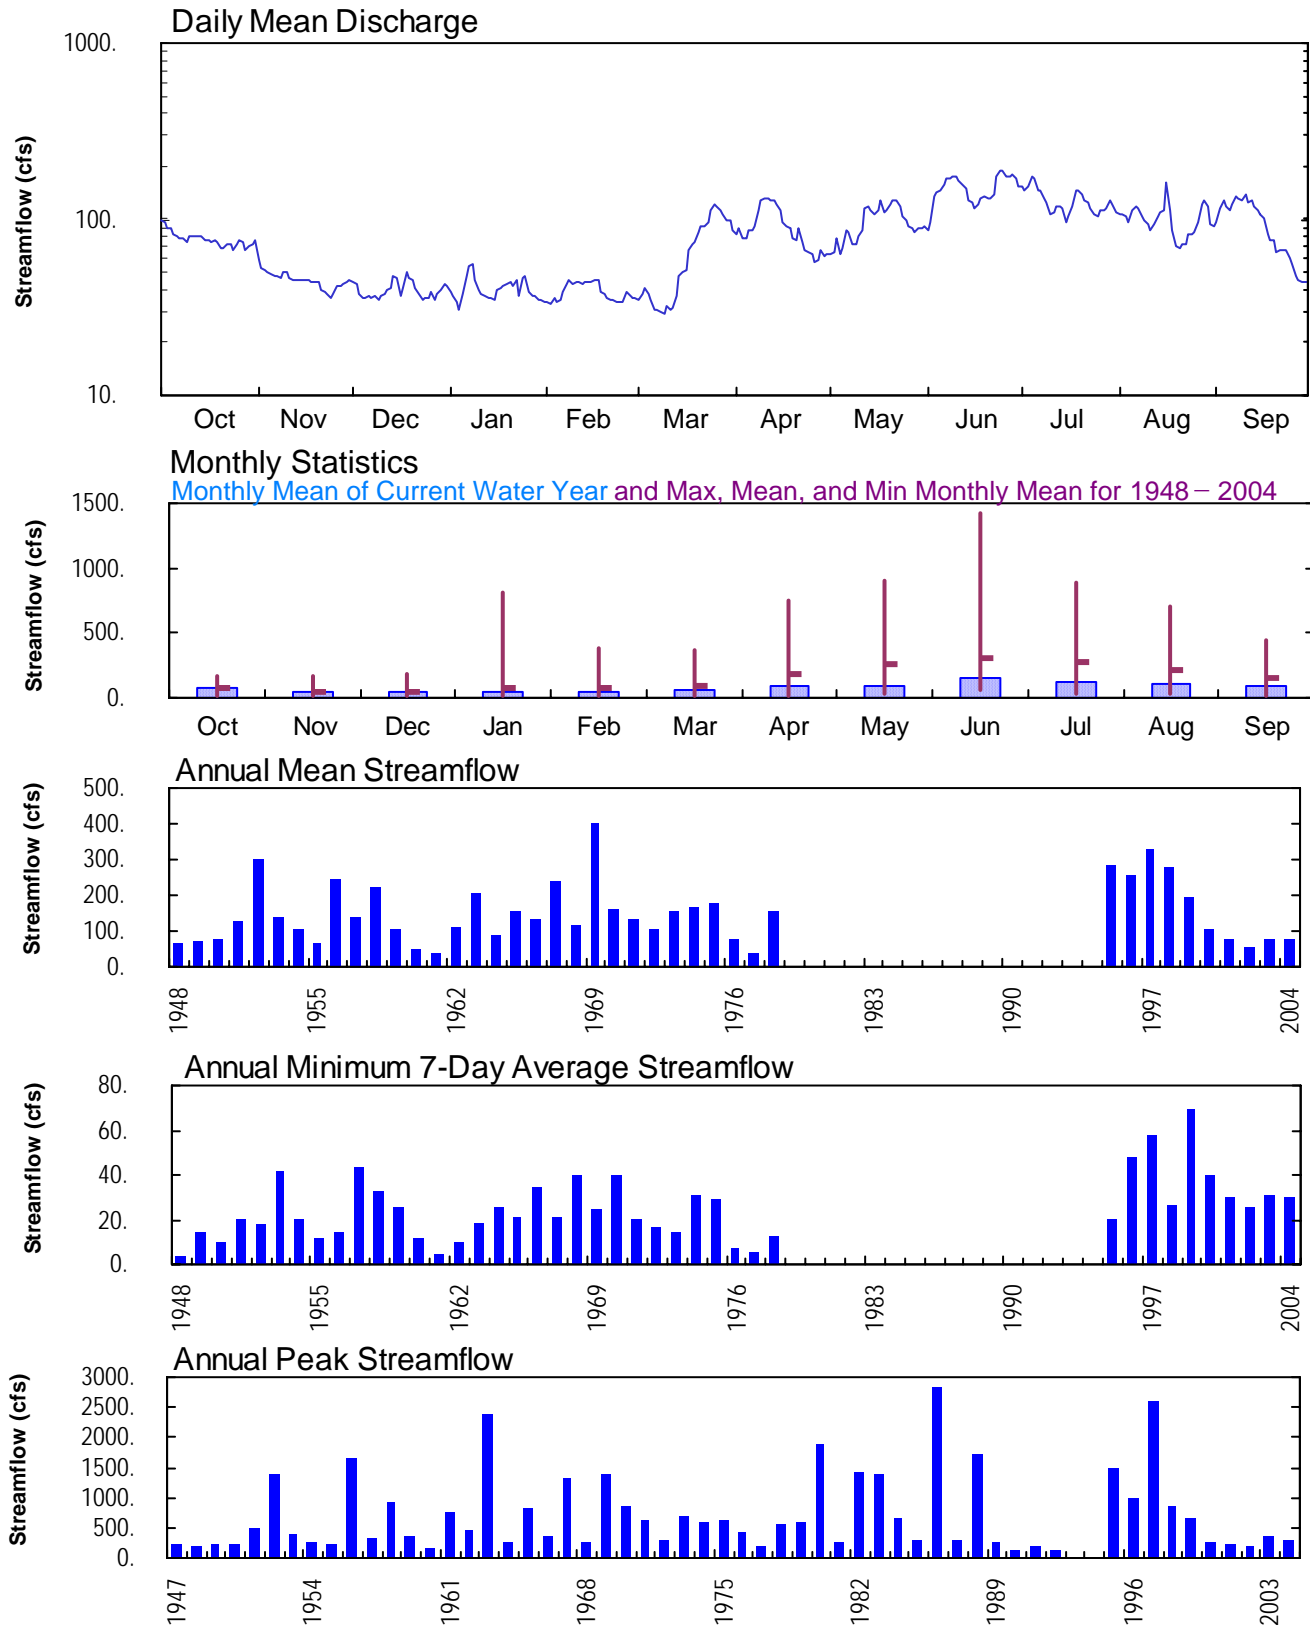 Daily Mean Discharge
Streamflow (cfs)
1000.
100.
10.
Oct Nov Dec Jan Feb Mar Apr May Jun Jul Aug Sep
Monthly Statistics
Monthly Mean of Current Water Year and Max, Mean, and Min Monthly Mean for 1948 – 2004
Streamflow (cfs)
1500.
1000.
500.
0.
Oct Nov Dec Jan Feb Mar Apr May Jun Jul Aug Sep
Annual Mean Streamflow
Streamflow (cfs)
500.
400.
300.
200.
100.
0.
1948 1955 1962 1969 1976 1983 1990 1997 2004
Annual Minimum 7-Day Average Streamflow
Streamflow (cfs)
80.
60.
40.
20.
0.
1948 1955 1962 1969 1976 1983 1990 1997 2004
Annual Peak Streamflow
Streamflow (cfs)
3000.
2500.
2000.
1500.
1000.
500.
0.
1947 1954 1961 1968 1975 1982 1989 1996 2003